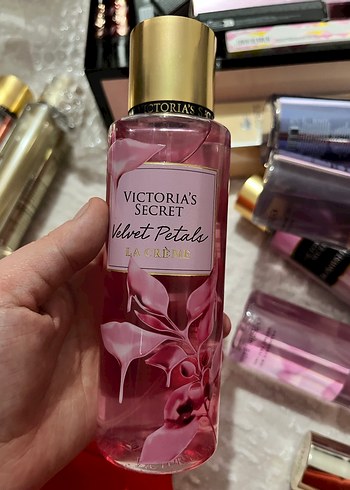 VICTORIA'S S
VICTORIA'S
SECRET
Velvet Petals
LA CRÈME